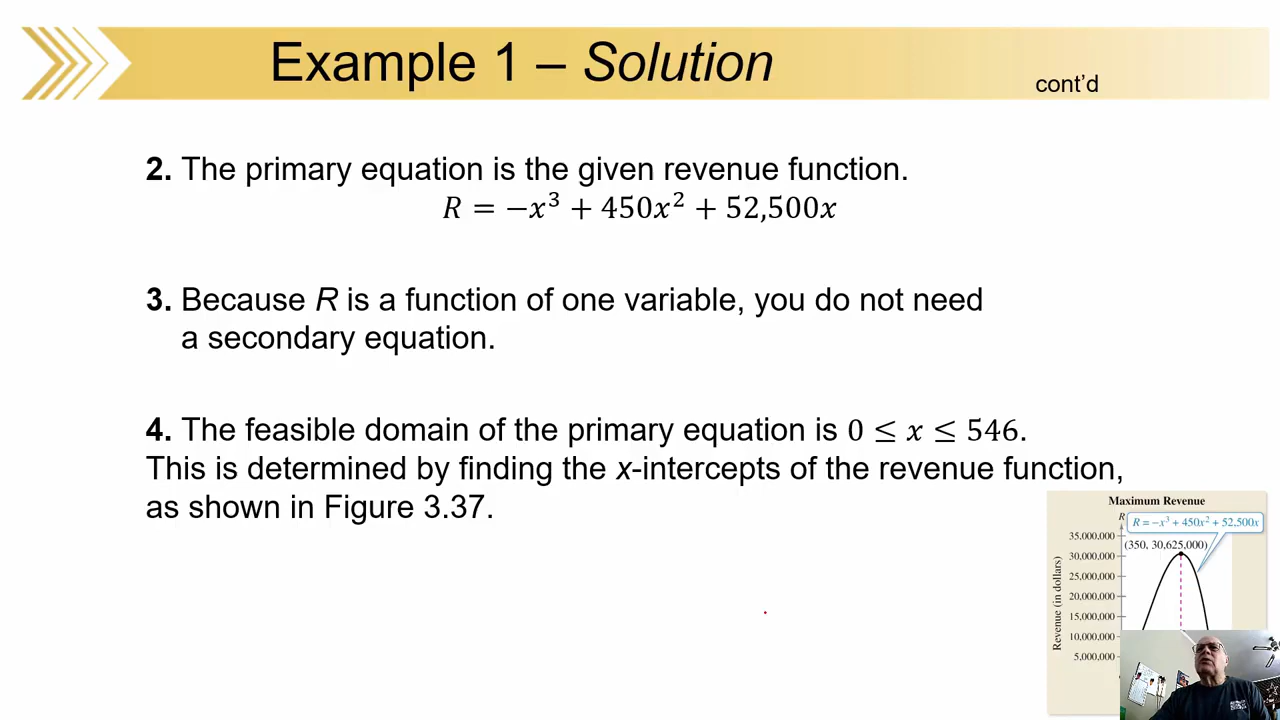 Example 1 – Solution
cont’d
2. The primary equation is the given revenue function.
R = −x³ + 450x² + 52,500x
3. Because R is a function of one variable, you do not need
a secondary equation.
4. The feasible domain of the primary equation is 0 ≤ x ≤ 546.
This is determined by finding the x-intercepts of the revenue function,
as shown in Figure 3.37.
Maximum Revenue
R
R = −x³ + 450x² + 52,500x
35,000,000
(350, 30,625,000)
30,000,000
25,000,000
20,000,000
15,000,000
10,000,000
5,000,000
Revenue (in dollars)